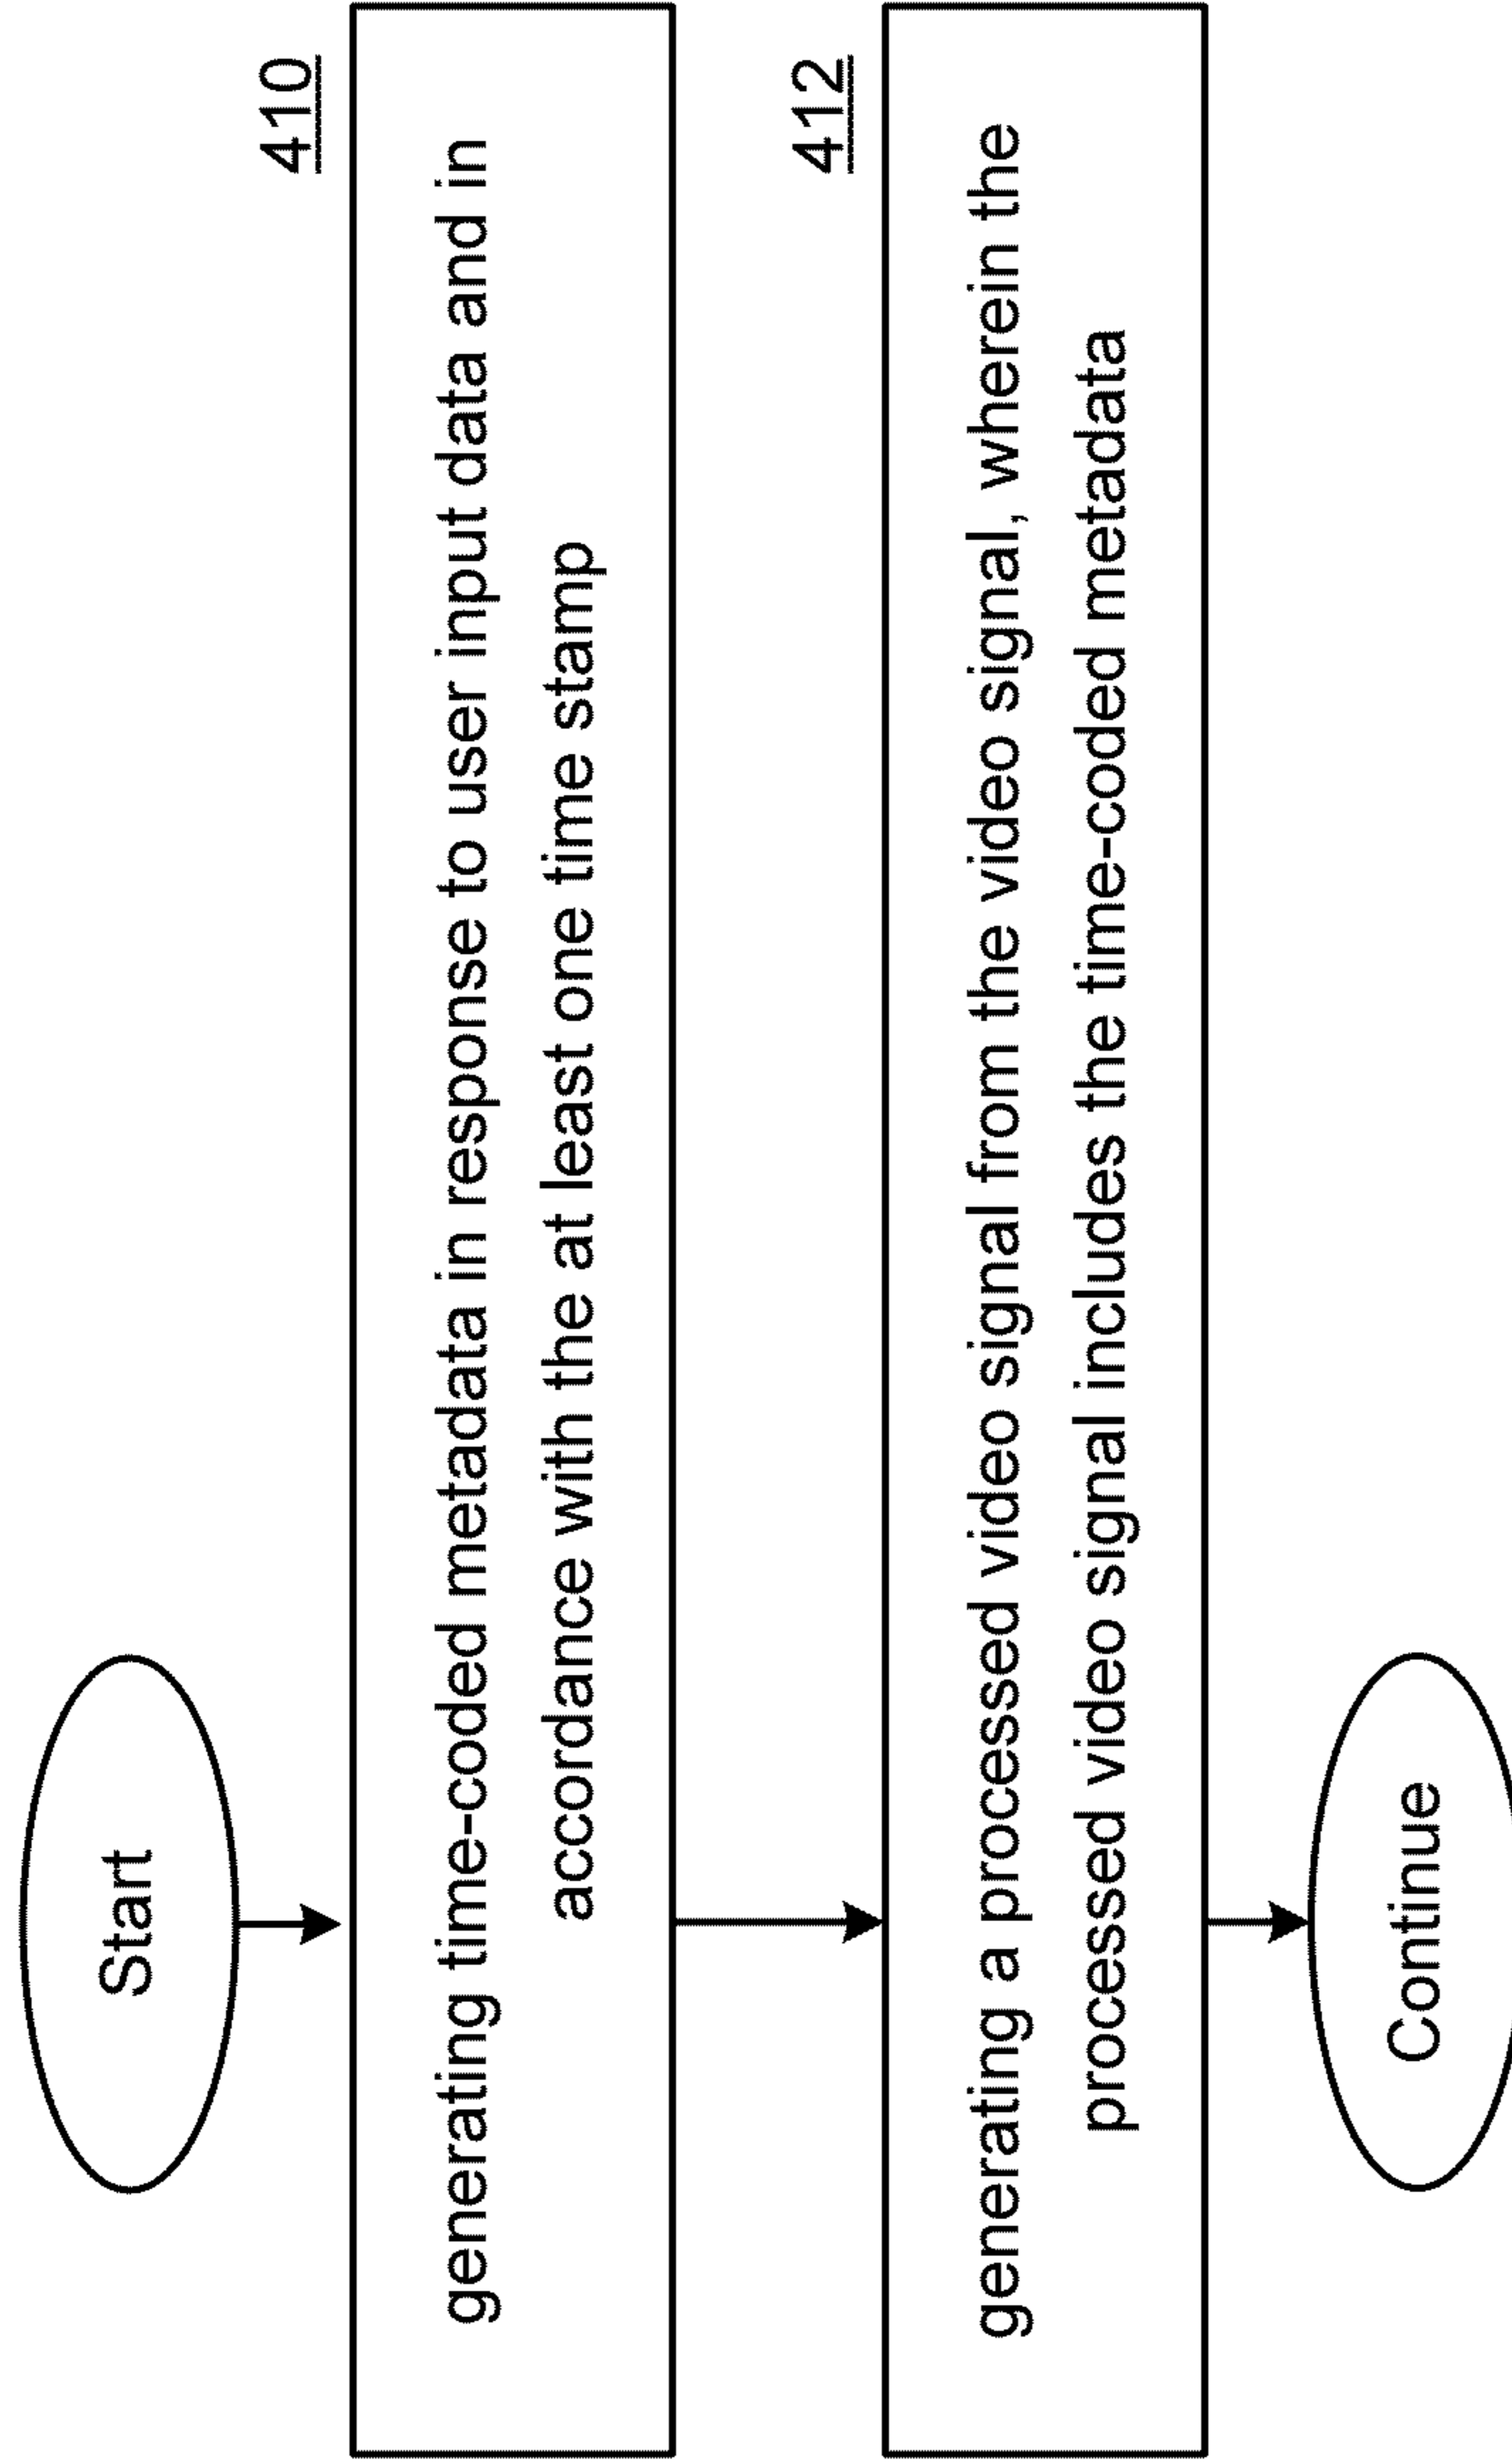 Start
410
generating time-coded metadata in response to user input data and in
accordance with the at least one time stamp
412
generating a processed video signal from the video signal, wherein the
processed video signal includes the time-coded metadata
Continue